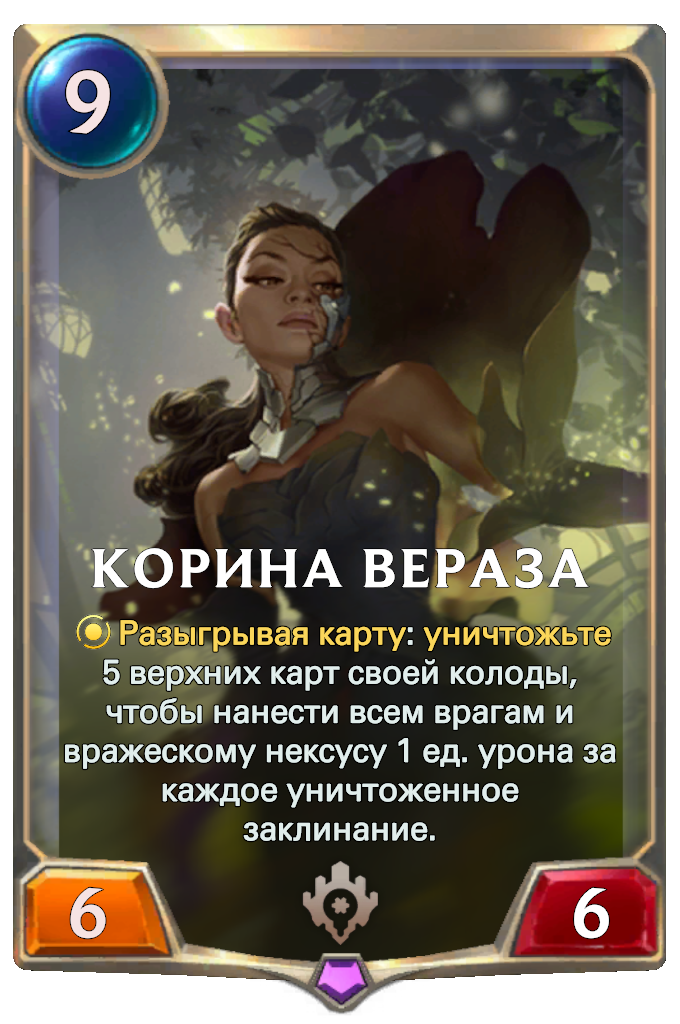 9
КОРИНА ВЕРАЗА
Разыгрывая карту: уничтожьте
5 верхних карт своей колоды,
чтобы нанести всем врагам и
вражескому нексусу 1 ед. урона за
каждое уничтоженное
заклинание.
6
6